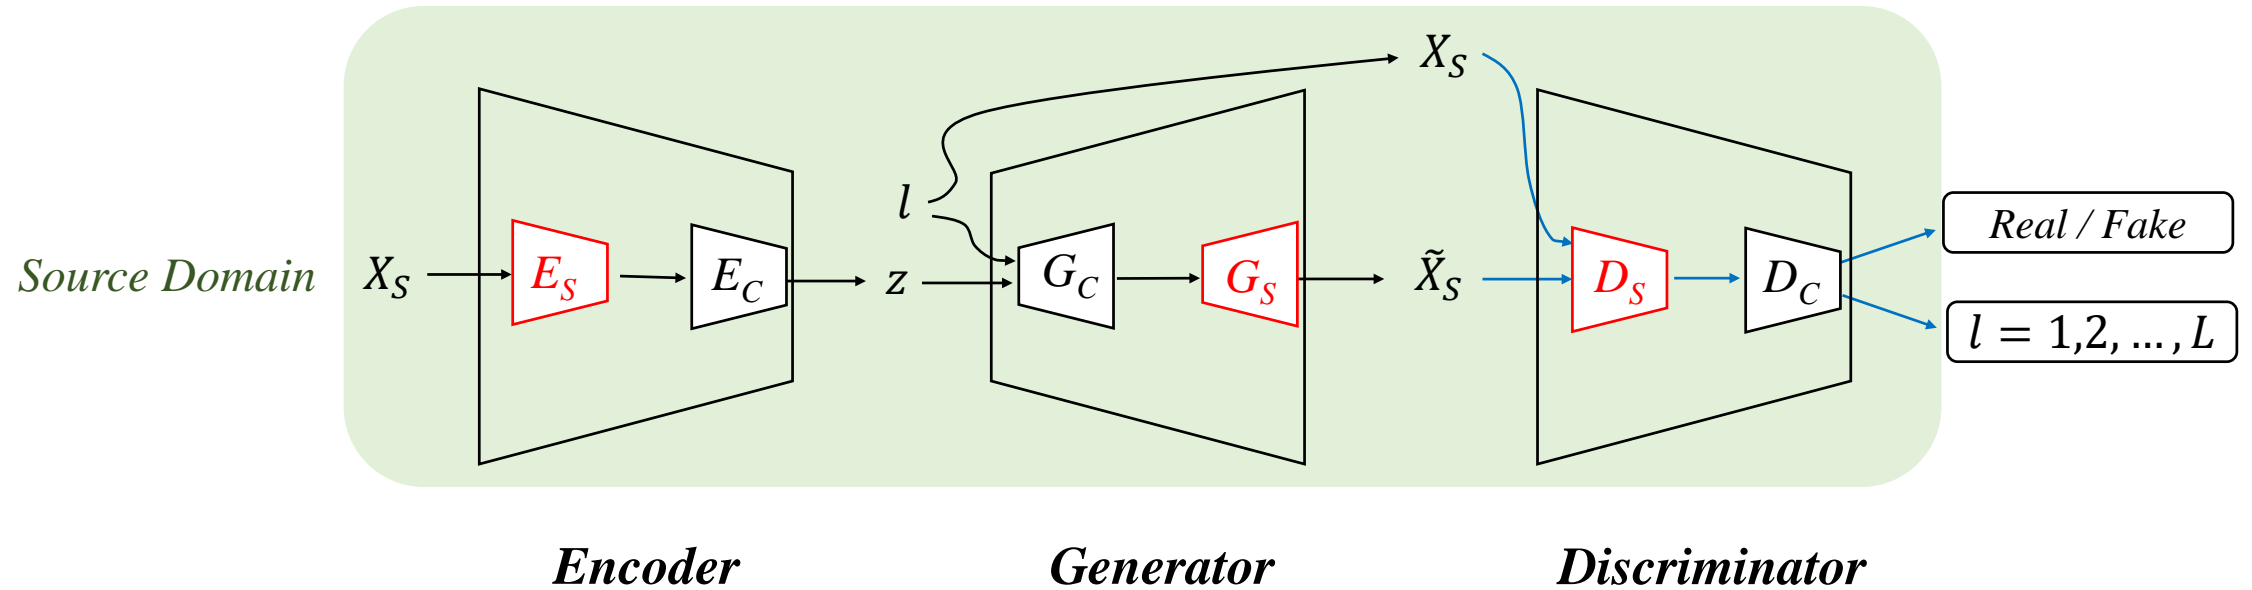 Source Domain
X_S
E_S
E_C
l
z
G_C
G_S
X_S
X̃_S
D_S
D_C
Real / Fake
l = 1,2, … , L
Encoder
Generator
Discriminator